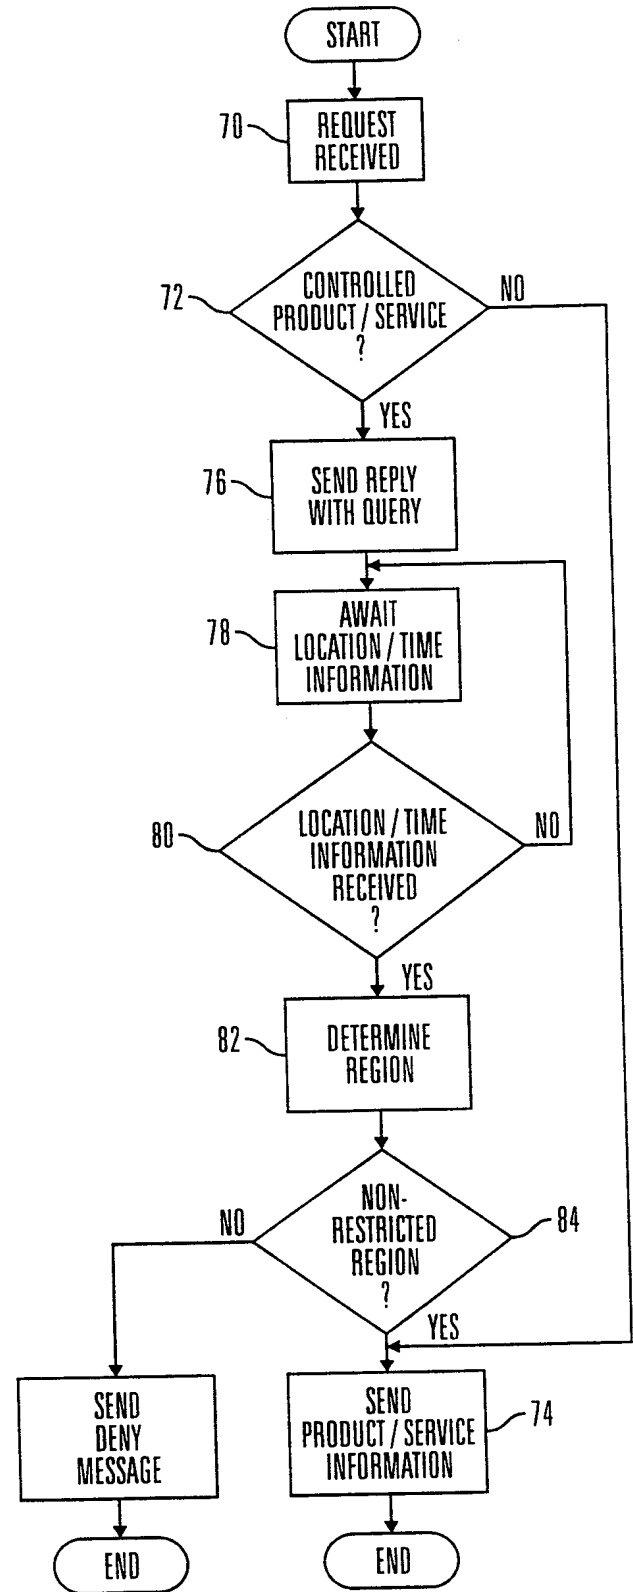 START
70
REQUEST
RECEIVED
72
CONTROLLED
PRODUCT / SERVICE
?
NO
YES
76
SEND REPLY
WITH QUERY
78
AWAIT
LOCATION / TIME
INFORMATION
80
LOCATION / TIME
INFORMATION
RECEIVED
?
NO
YES
82
DETERMINE
REGION
NON-
RESTRICTED
REGION
?
84
NO
YES
SEND
DENY
MESSAGE
SEND
PRODUCT / SERVICE
INFORMATION
74
END
END